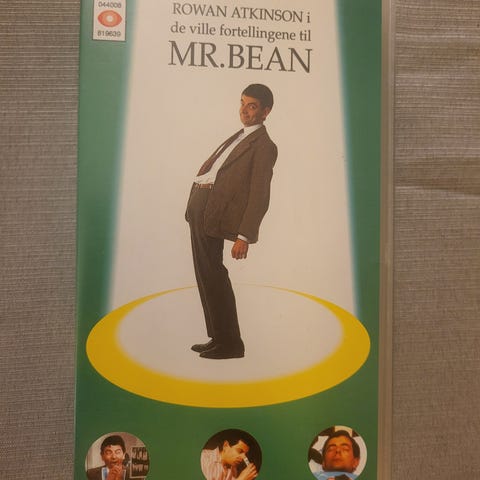 044008
819639
ROWAN ATKINSON i
de ville fortellingene til
MR.BEAN